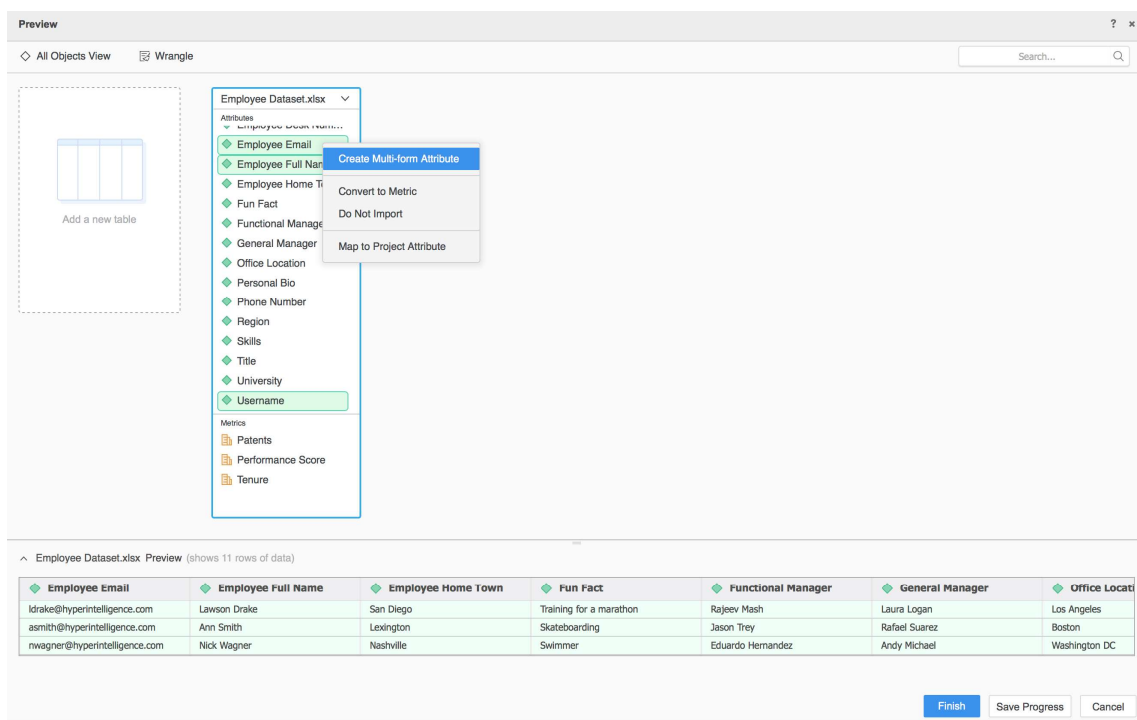 Preview
? ×
All Objects View Wrangle Search...
Employee Dataset.xlsx
Attributes
Employee Desk Num...
Employee Email
Employee Full Nam
Employee Home T
Fun Fact
Functional Manage
General Manager
Office Location
Personal Bio
Phone Number
Region
Skills
Title
University
Username
Metrics
Patents
Performance Score
Tenure
Create Multi-form Attribute
Convert to Metric
Do Not Import
Map to Project Attribute
Add a new table
Employee Dataset.xlsx Preview (shows 11 rows of data)
Employee Email Employee Full Name Employee Home Town Fun Fact Functional Manager General Manager Office Locati
ldrake@hyperintelligence.com Lawson Drake San Diego Training for a marathon Rajeev Mash Laura Logan Los Angeles
asmith@hyperintelligence.com Ann Smith Lexington Skateboarding Jason Trey Rafael Suarez Boston
nwagner@hyperintelligence.com Nick Wagner Nashville Swimmer Eduardo Hernandez Andy Michael Washington DC
Finish Save Progress Cancel